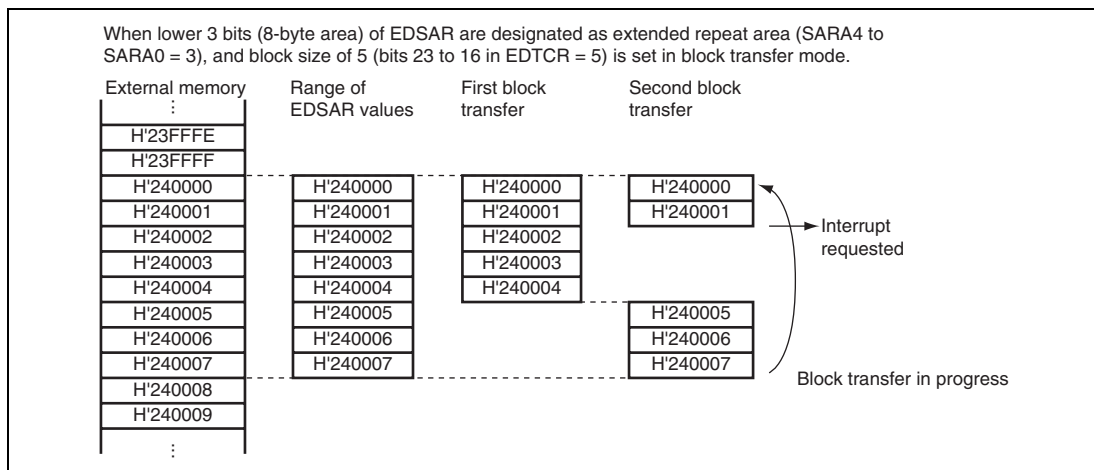 When lower 3 bits (8-byte area) of EDSAR are designated as extended repeat area (SARA4 to
SARA0 = 3), and block size of 5 (bits 23 to 16 in EDTCR = 5) is set in block transfer mode.
External memory
⋮
H'23FFFE
H'23FFFF
H'240000
H'240001
H'240002
H'240003
H'240004
H'240005
H'240006
H'240007
H'240008
H'240009
⋮
Range of
EDSAR values
H'240000
H'240001
H'240002
H'240003
H'240004
H'240005
H'240006
H'240007
First block
transfer
H'240000
H'240001
H'240002
H'240003
H'240004
Second block
transfer
H'240000
H'240001
H'240005
H'240006
H'240007
Interrupt
requested
Block transfer in progress